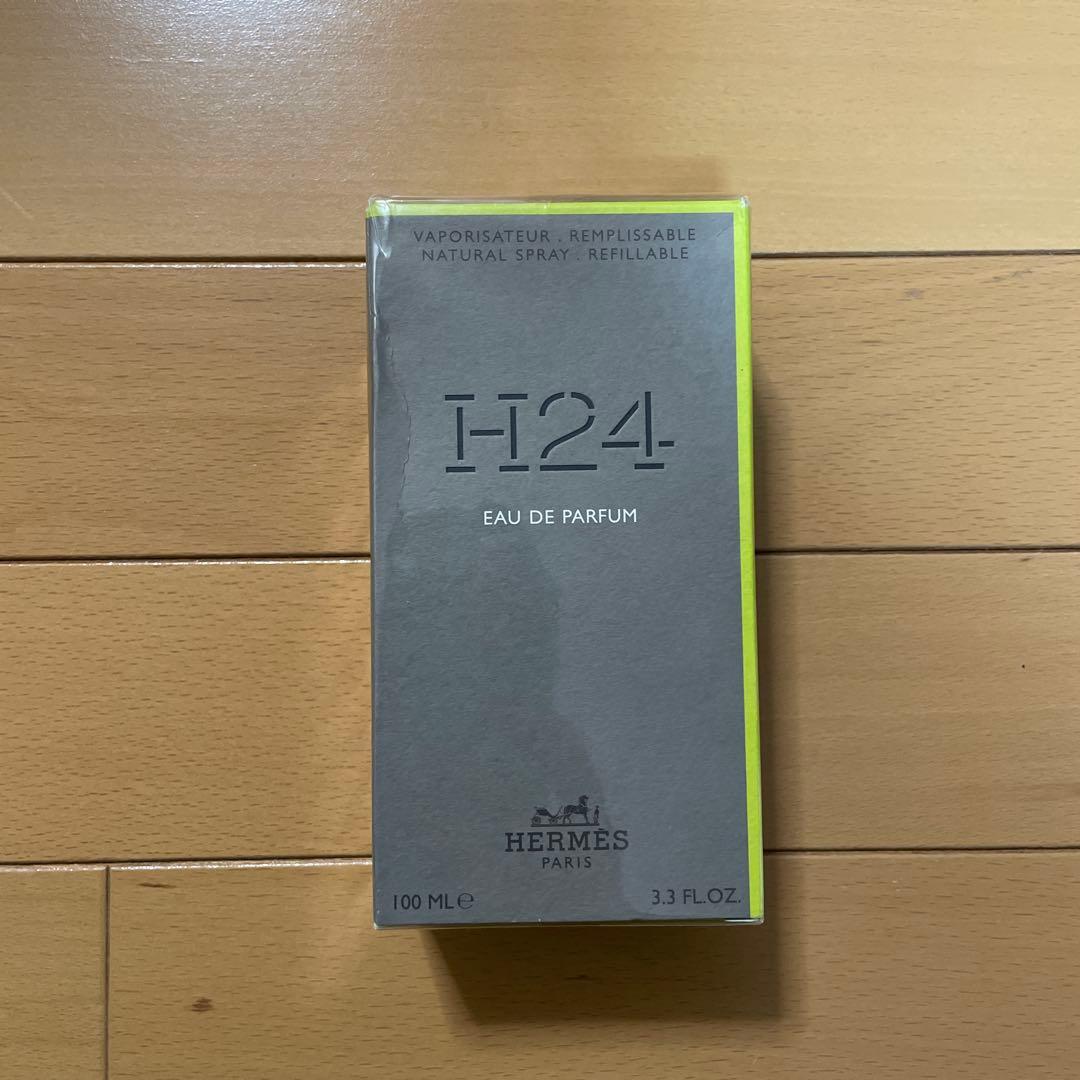 VAPORISATEUR . REMPLISSABLE
NATURAL SPRAY . REFILLABLE
H24
EAU DE PARFUM
HERMÈS
PARIS
100 ML℮
3.3 FL.OZ.